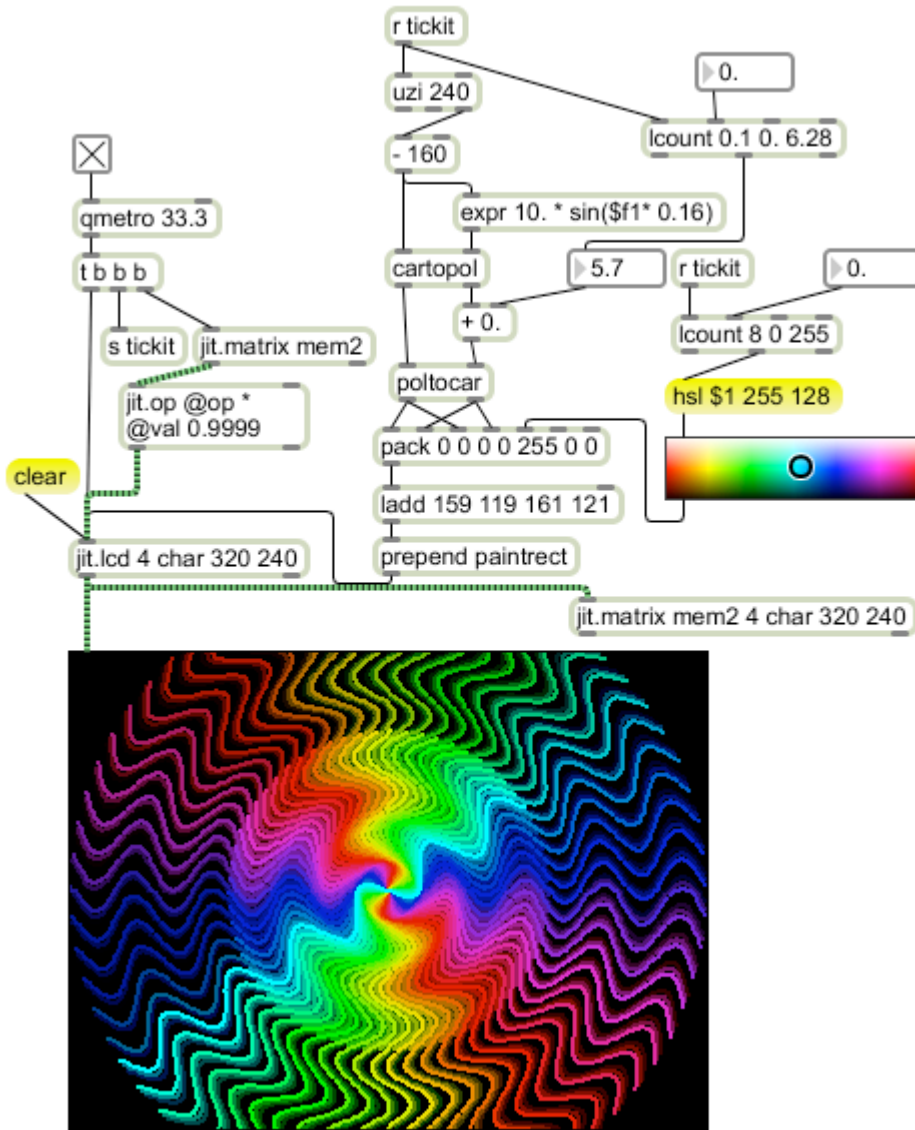 r tickit
0.
uzi 240
lcount 0.1 0. 6.28
- 160
qmetro 33.3
expr 10. * sin($f1* 0.16)
t b b b
cartopol
5.7
r tickit
0.
+ 0.
s tickit
jit.matrix mem2
lcount 8 0 255
poltocar
jit.op @op *
@val 0.9999
hsl $1 255 128
pack 0 0 0 0 255 0 0
clear
ladd 159 119 161 121
jit.lcd 4 char 320 240
prepend paintrect
jit.matrix mem2 4 char 320 240